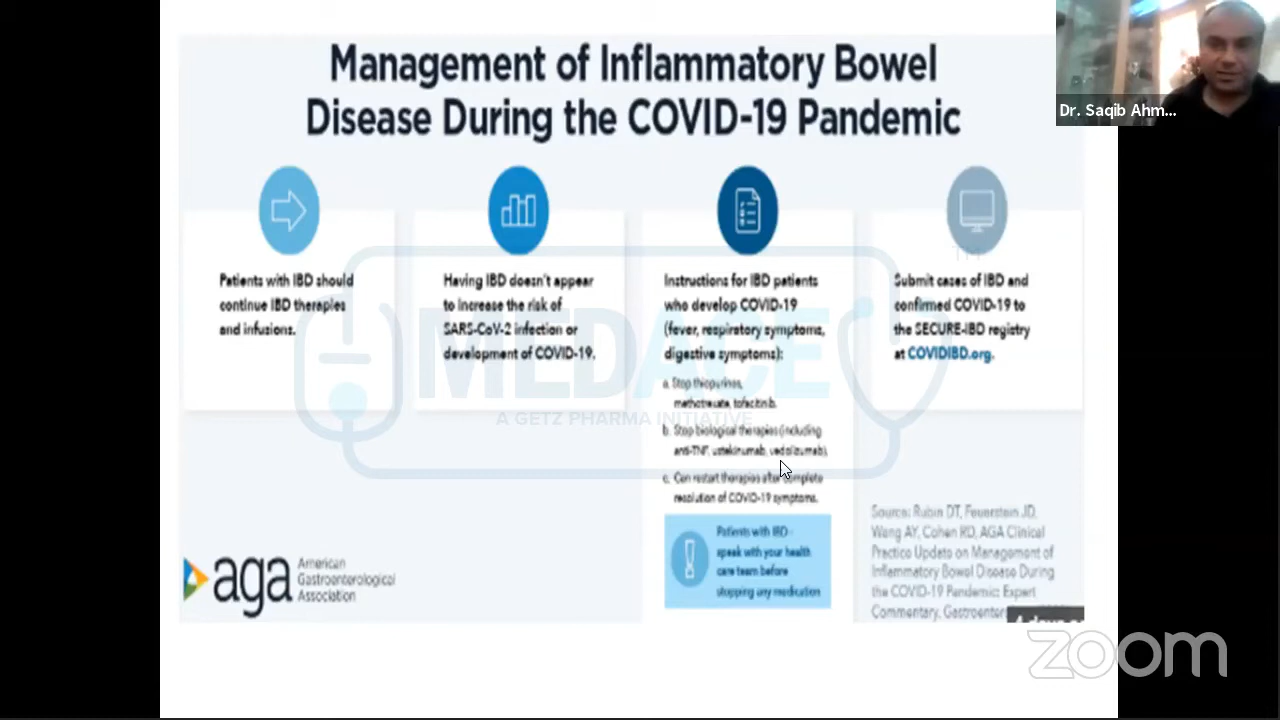 Management of Inflammatory Bowel
Disease During the COVID-19 Pandemic
Dr. Saqib Ahm...
Patients with IBD should
continue IBD therapies
and infusions.
Having IBD doesn't appear
to increase the risk of
SARS-CoV-2 infection or
development of COVID-19.
Instructions for IBD patients
who develop COVID-19
(fever, respiratory symptoms,
digestive symptoms):
a. Stop thiopurines,
methotrexate, tofacitinib.
b. Stop biological therapies (including
anti-TNF, ustekinumab, vedolizumab).
c. Can restart therapies after complete
resolution of COVID-19 symptoms.
Patients with IBD -
speak with your health
care team before
stopping any medication
Submit cases of IBD and
confirmed COVID-19 to
the SECURE-IBD registry
at COVIDIBD.org.
Source: Rubin DT, Feuerstein JD,
Wang AY, Cohen RD, AGA Clinical
Practice Update on Management of
Inflammatory Bowel Disease During
the COVID-19 Pandemic: Expert
Commentary, Gastroenter
aga American
Gastroenterological
Association
MEDACE
TM
A GETZ PHARMA INITIATIVE
zoom